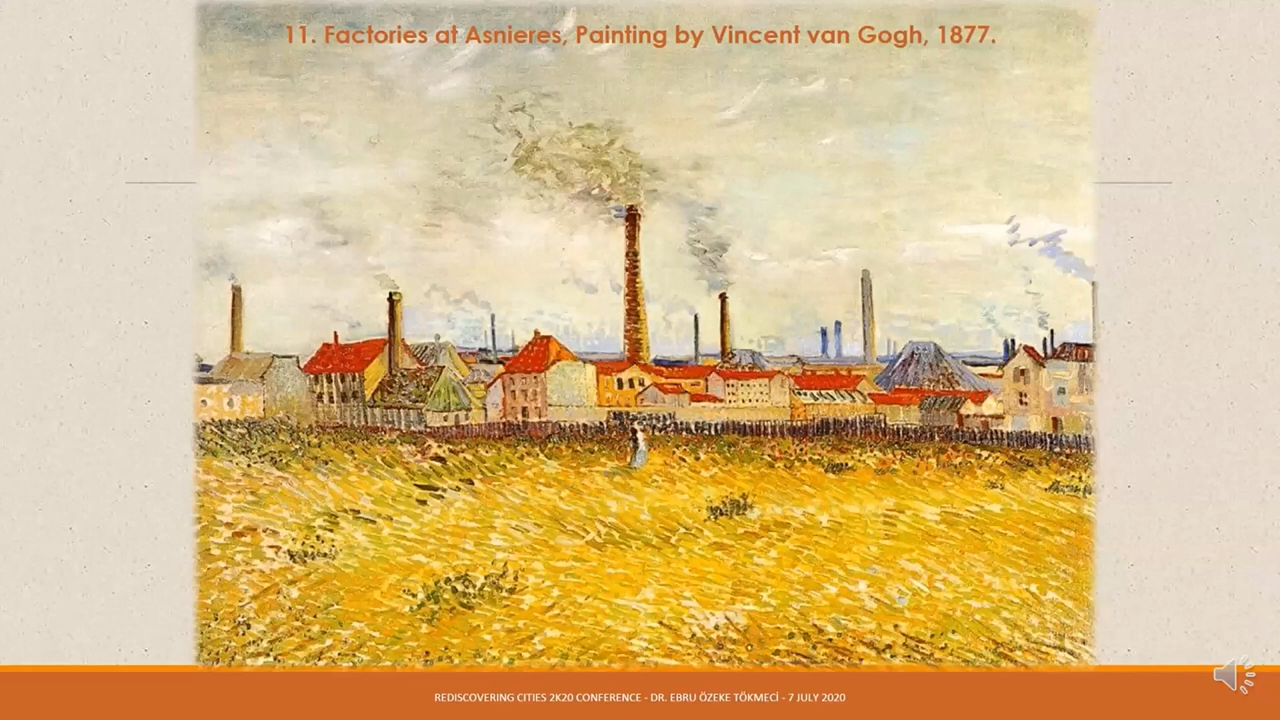 11. Factories at Asnieres, Painting by Vincent van Gogh, 1877.
REDISCOVERING CITIES 2K20 CONFERENCE - DR. EBRU ÖZEKE TÖKMECİ - 7 JULY 2020